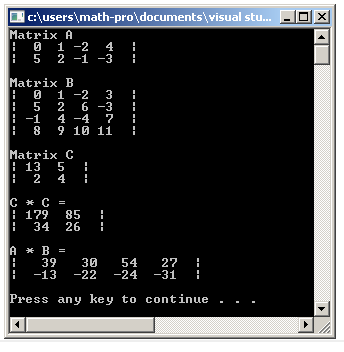 c:\users\math-pro\documents\visual stu...
Matrix A
¦  0  1 -2  4  ¦
¦  5  2 -1 -3  ¦
Matrix B
¦  0  1 -2  3  ¦
¦  5  2  6 -3  ¦
¦ -1  4 -4  7  ¦
¦  8  9 10 11  ¦
Matrix C
¦ 13  5  ¦
¦  2  4  ¦
C * C =
¦ 179  85  ¦
¦  34  26  ¦
A * B =
¦   39   30   54   27  ¦
¦  -13  -22  -24  -31  ¦
Press any key to continue . . .